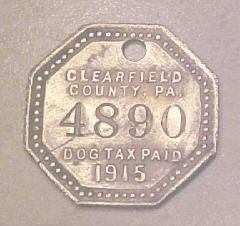 CLEARFIELD
COUNTY, PA.
4890
DOG TAX PAID
1915